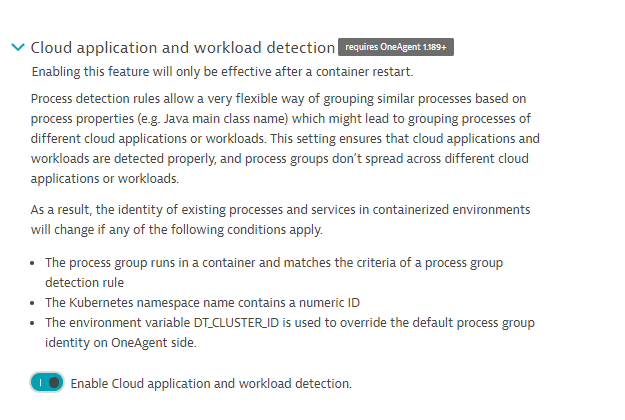 Cloud application and workload detection requires OneAgent 1.189+
Enabling this feature will only be effective after a container restart.
Process detection rules allow a very flexible way of grouping similar processes based on
process properties (e.g. Java main class name) which might lead to grouping processes of
different cloud applications or workloads. This setting ensures that cloud applications and
workloads are detected properly, and process groups don’t spread across different cloud
applications or workloads.
As a result, the identity of existing processes and services in containerized environments
will change if any of the following conditions apply.
• The process group runs in a container and matches the criteria of a process group
detection rule
• The Kubernetes namespace name contains a numeric ID
• The environment variable DT_CLUSTER_ID is used to override the default process group
identity on OneAgent side.
Enable Cloud application and workload detection.